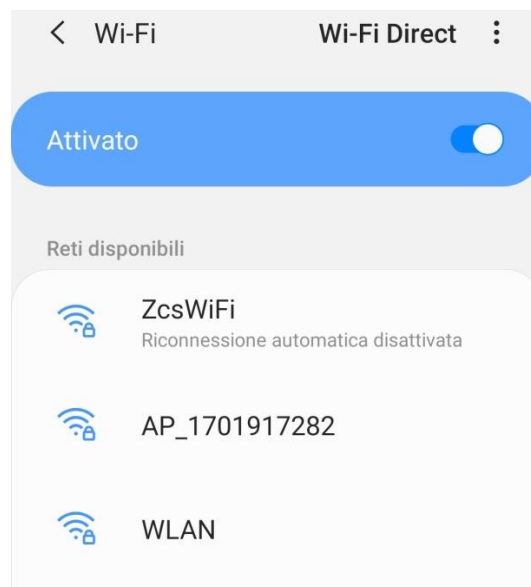 Wi-Fi Wi-Fi Direct
Attivato
Reti disponibili
ZcsWiFi
Riconnessione automatica disattivata
AP_1701917282
WLAN